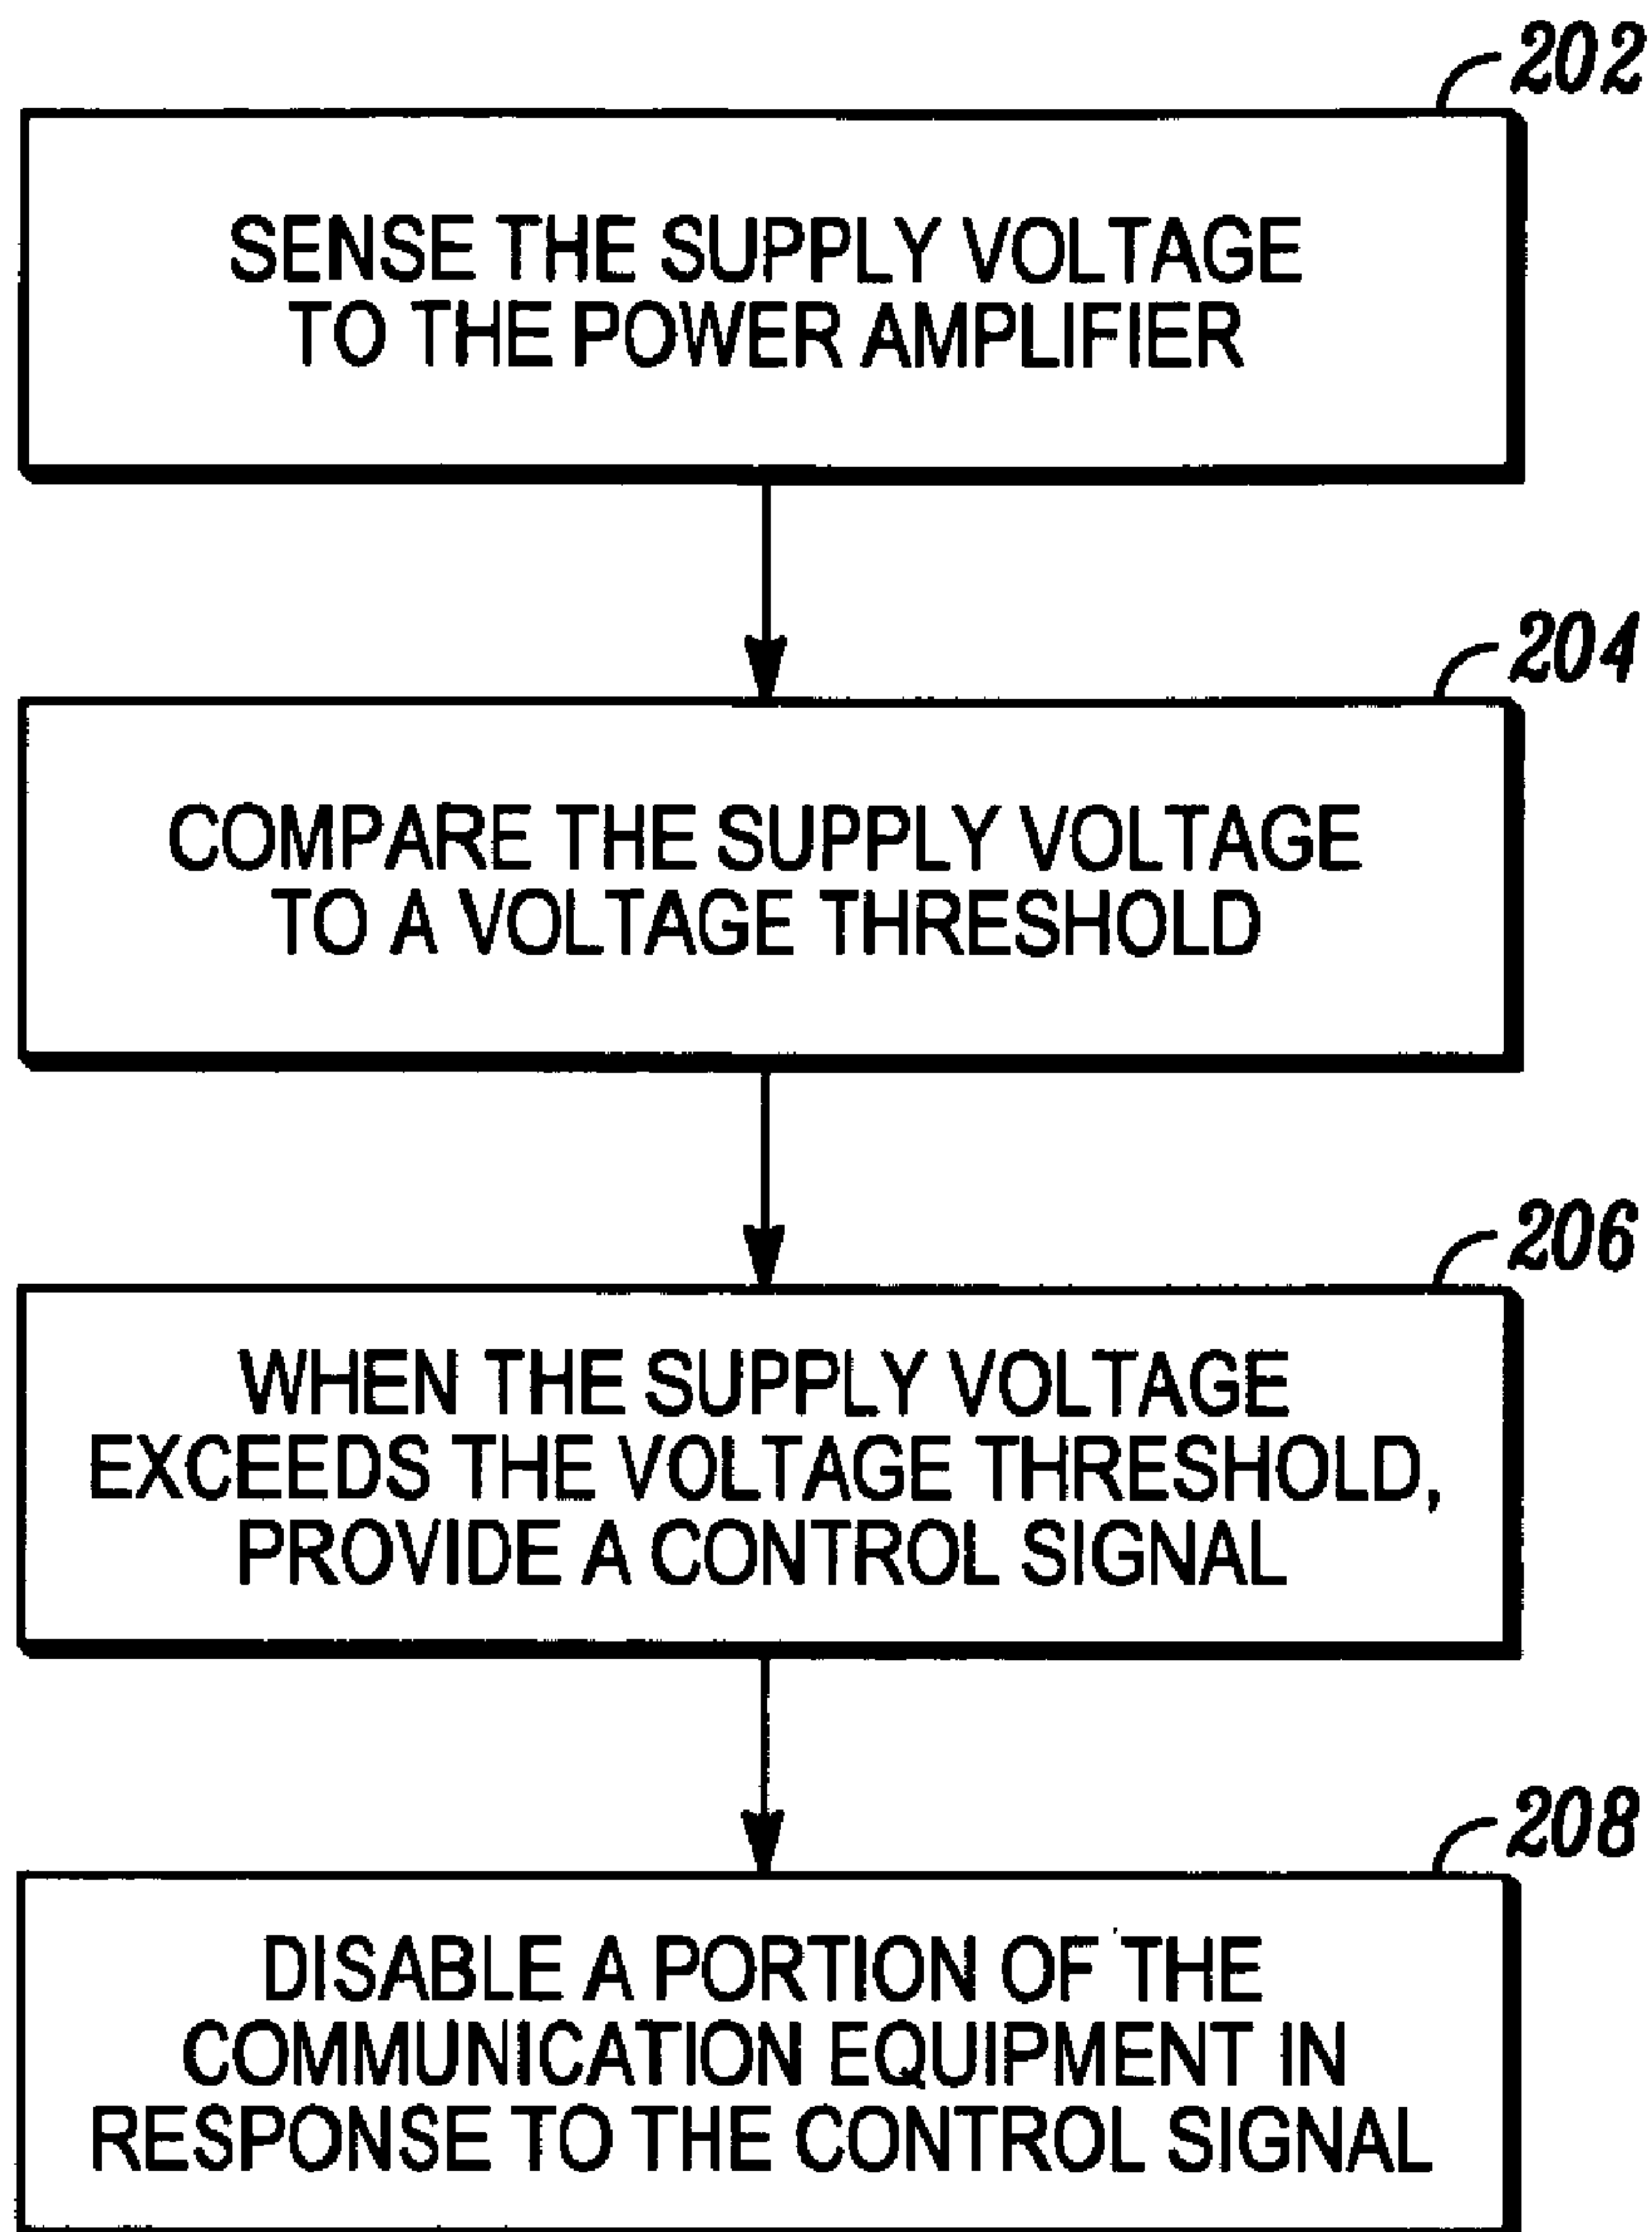 202
SENSE THE SUPPLY VOLTAGE
TO THE POWER AMPLIFIER
204
COMPARE THE SUPPLY VOLTAGE
TO A VOLTAGE THRESHOLD
206
WHEN THE SUPPLY VOLTAGE
EXCEEDS THE VOLTAGE THRESHOLD,
PROVIDE A CONTROL SIGNAL
208
DISABLE A PORTION OF THE
COMMUNICATION EQUIPMENT IN
RESPONSE TO THE CONTROL SIGNAL